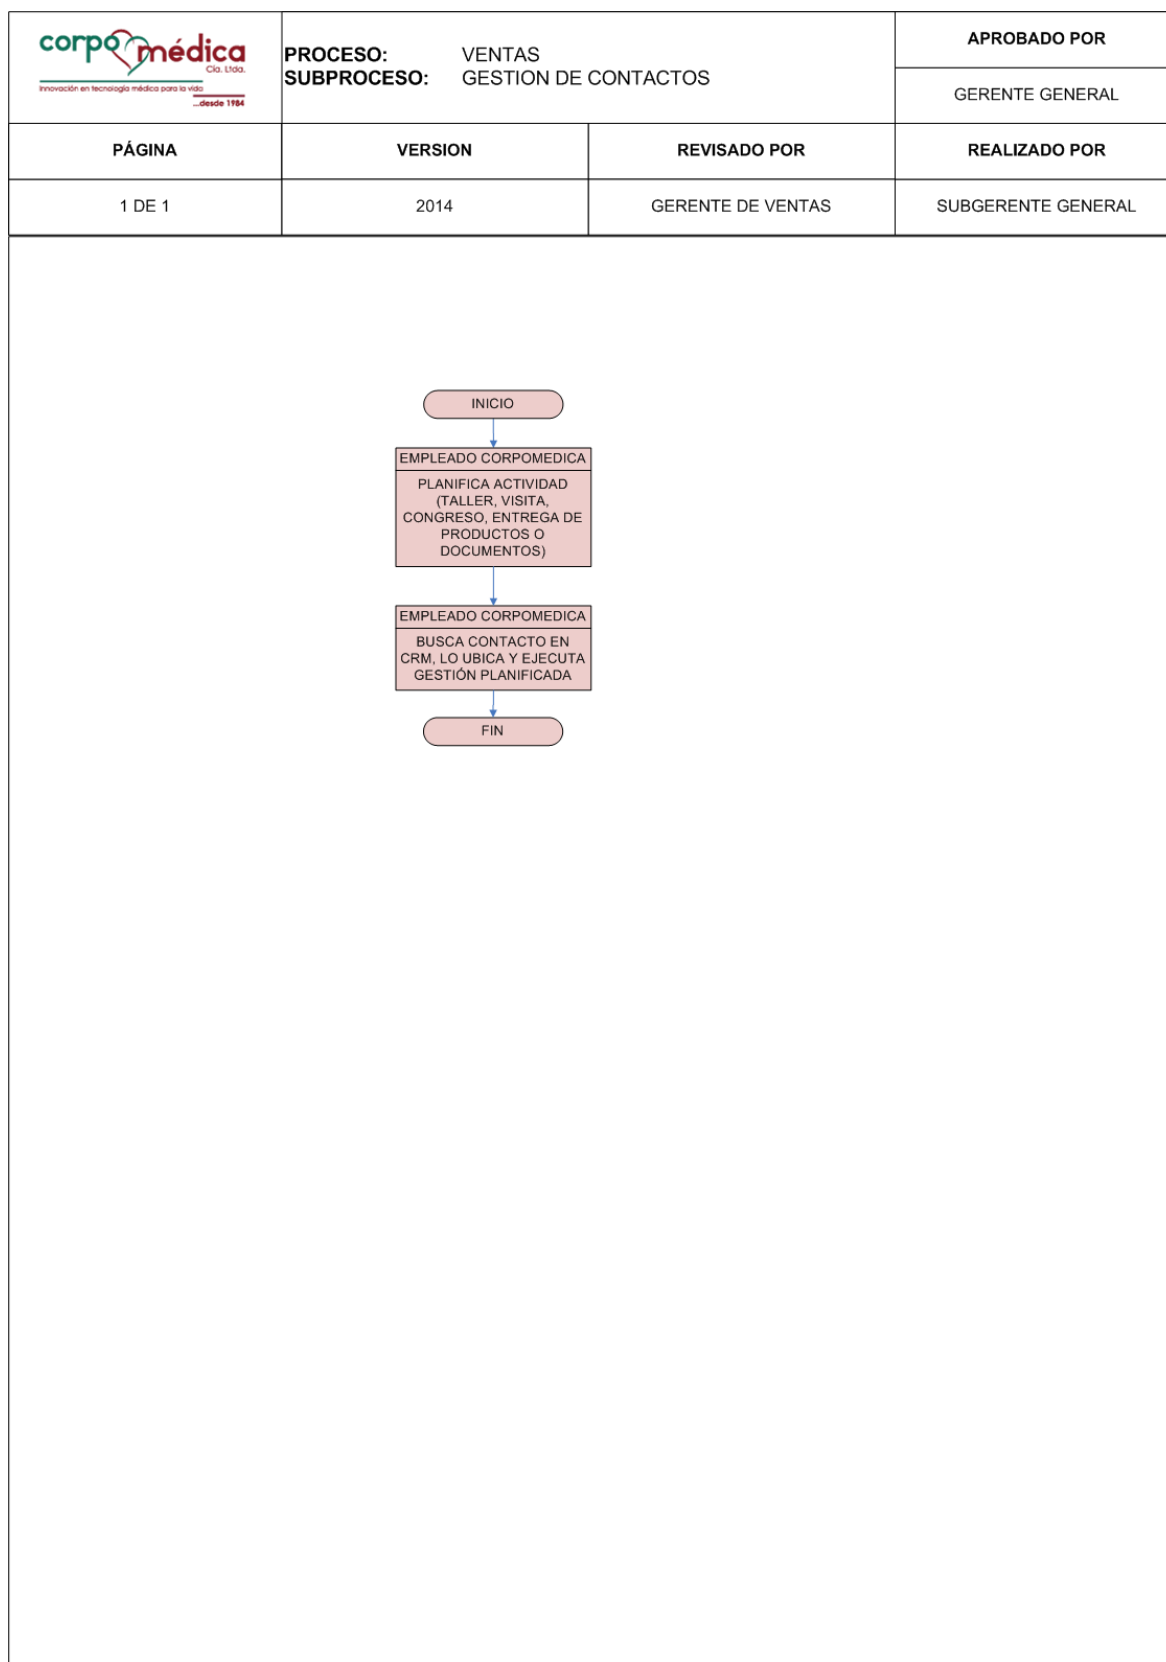 corpomédica
Cía. Ltda.
Innovación en tecnología médica para la vida
...desde 1984
PROCESO: VENTAS
SUBPROCESO: GESTION DE CONTACTOS
APROBADO POR
GERENTE GENERAL
PÁGINA VERSION REVISADO POR REALIZADO POR
1 DE 1 2014 GERENTE DE VENTAS SUBGERENTE GENERAL
INICIO
EMPLEADO CORPOMEDICA
PLANIFICA ACTIVIDAD
(TALLER, VISITA,
CONGRESO, ENTREGA DE
PRODUCTOS O
DOCUMENTOS)
EMPLEADO CORPOMEDICA
BUSCA CONTACTO EN
CRM, LO UBICA Y EJECUTA
GESTIÓN PLANIFICADA
FIN